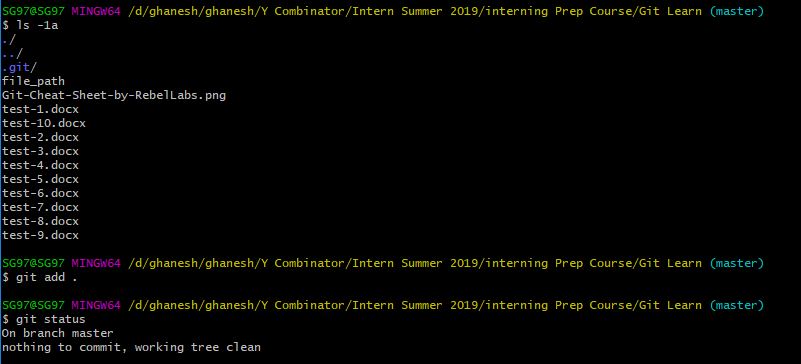 SG97@SG97 MINGW64 /d/ghanesh/ghanesh/Y Combinator/Intern Summer 2019/interning Prep Course/Git Learn (master)
$ ls -1a
./
../
.git/
file_path
Git-Cheat-Sheet-by-RebelLabs.png
test-1.docx
test-10.docx
test-2.docx
test-3.docx
test-4.docx
test-5.docx
test-6.docx
test-7.docx
test-8.docx
test-9.docx
SG97@SG97 MINGW64 /d/ghanesh/ghanesh/Y Combinator/Intern Summer 2019/interning Prep Course/Git Learn (master)
$ git add .
SG97@SG97 MINGW64 /d/ghanesh/ghanesh/Y Combinator/Intern Summer 2019/interning Prep Course/Git Learn (master)
$ git status
On branch master
nothing to commit, working tree clean